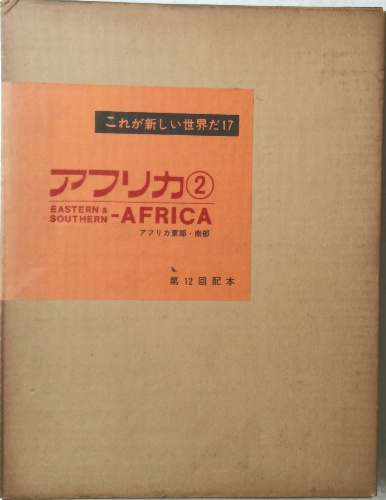 これが新しい世界だ17
アフリカ②
EASTERN &
SOUTHERN -AFRICA
アフリカ東部・南部
第12回配本